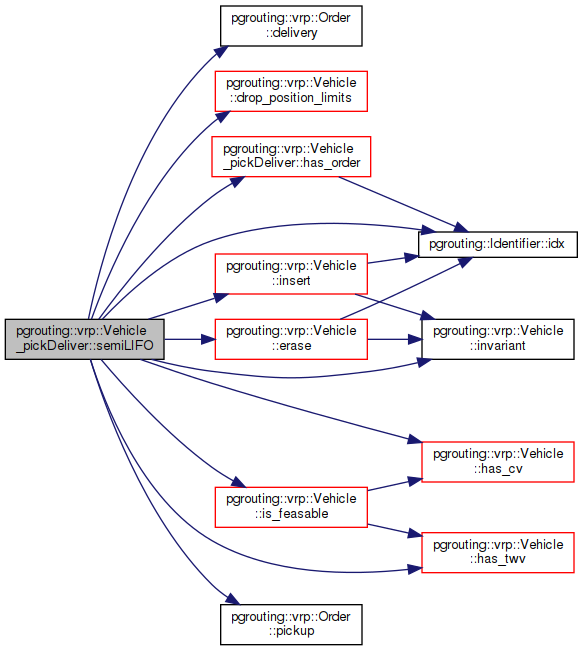 pgrouting::vrp::Order
::delivery
pgrouting::vrp::Vehicle
::drop_position_limits
pgrouting::vrp::Vehicle
_pickDeliver::has_order
pgrouting::Identifier::idx
pgrouting::vrp::Vehicle
::insert
pgrouting::vrp::Vehicle
_pickDeliver::semiLIFO
pgrouting::vrp::Vehicle
::erase
pgrouting::vrp::Vehicle
::invariant
pgrouting::vrp::Vehicle
::has_cv
pgrouting::vrp::Vehicle
::is_feasable
pgrouting::vrp::Vehicle
::has_twv
pgrouting::vrp::Order
::pickup